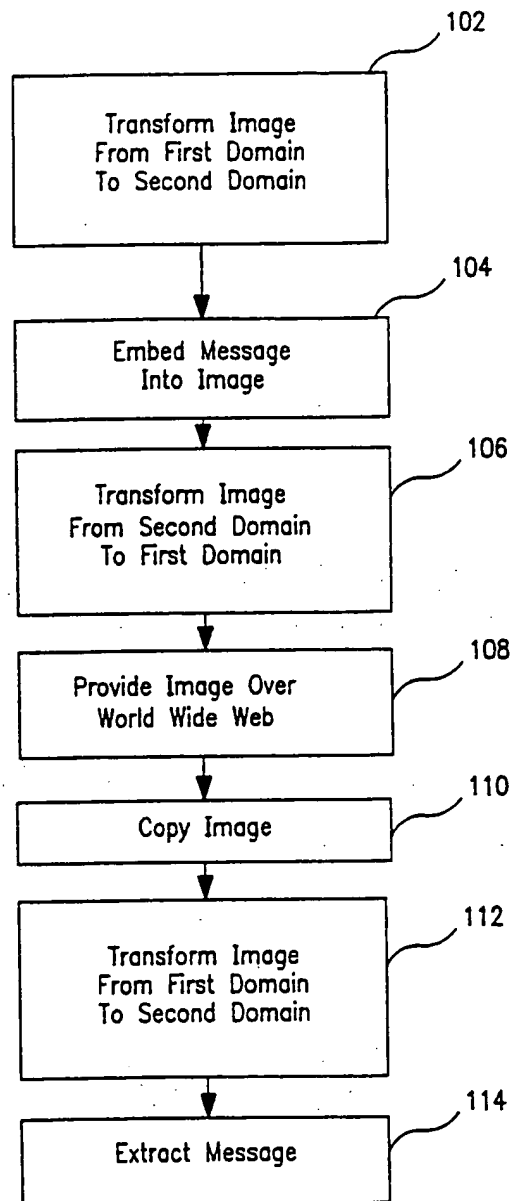 102
Transform Image
From First Domain
To Second Domain
104
Embed Message
Into Image
106
Transform Image
From Second Domain
To First Domain
108
Provide Image Over
World Wide Web
110
Copy Image
112
Transform Image
From First Domain
To Second Domain
114
Extract Message